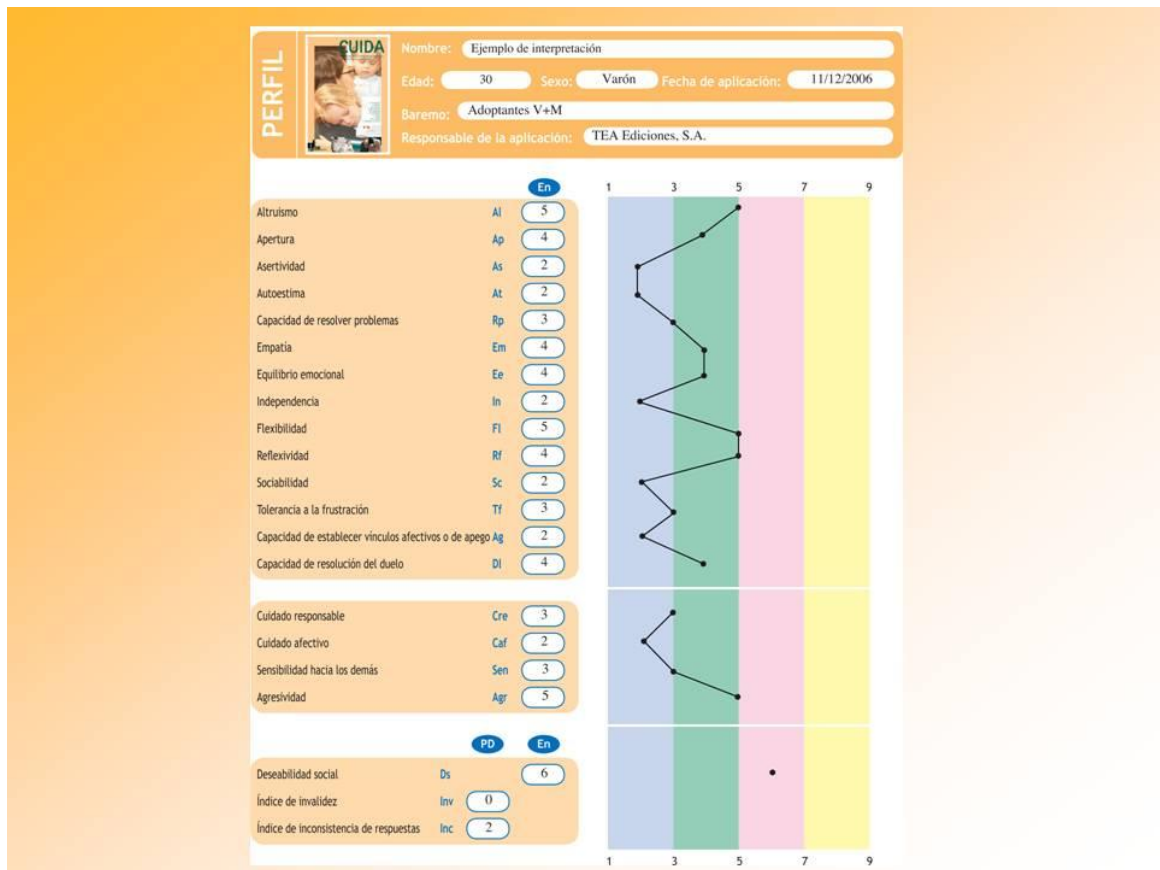 PERFIL
CUIDA
Nombre: Ejemplo de interpretación
Edad: 30 Sexo: Varón Fecha de aplicación: 11/12/2006
Baremo: Adoptantes V+M
Responsable de la aplicación: TEA Ediciones, S.A.
En 1 3 5 7 9
Altruismo Al 5
Apertura Ap 4
Asertividad As 2
Autoestima At 2
Capacidad de resolver problemas Rp 3
Empatía Em 4
Equilibrio emocional Ee 4
Independencia In 2
Flexibilidad Fl 5
Reflexividad Rf 4
Sociabilidad Sc 2
Tolerancia a la frustración Tf 3
Capacidad de establecer vínculos afectivos o de apego Ag 2
Capacidad de resolución del duelo Dl 4
Cuidado responsable Cre 3
Cuidado afectivo Caf 2
Sensibilidad hacia los demás Sen 3
Agresividad Agr 5
PD En
Deseabilidad social Ds 6
Índice de invalidez Inv 0
Índice de inconsistencia de respuestas Inc 2
1 3 5 7 9